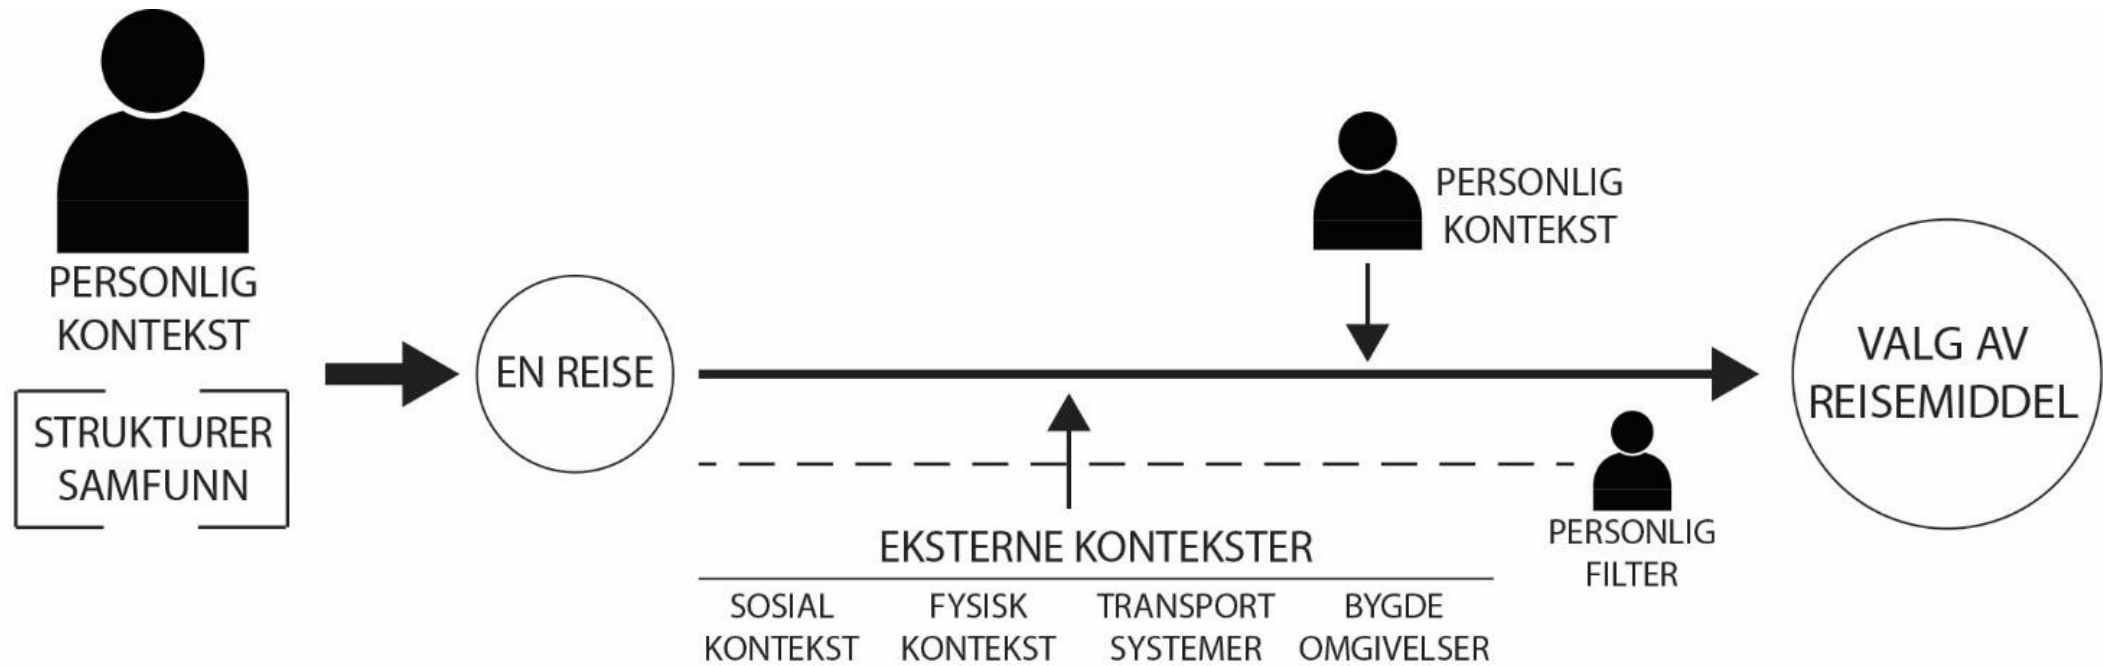 PERSONLIG
KONTEKST
STRUKTURER
SAMFUNN
EN REISE
PERSONLIG
KONTEKST
EKSTERNE KONTEKSTER
SOSIAL
KONTEKST
FYSISK
KONTEKST
TRANSPORT
SYSTEMER
BYGDE
OMGIVELSER
PERSONLIG
FILTER
VALG AV
REISEMIDDEL